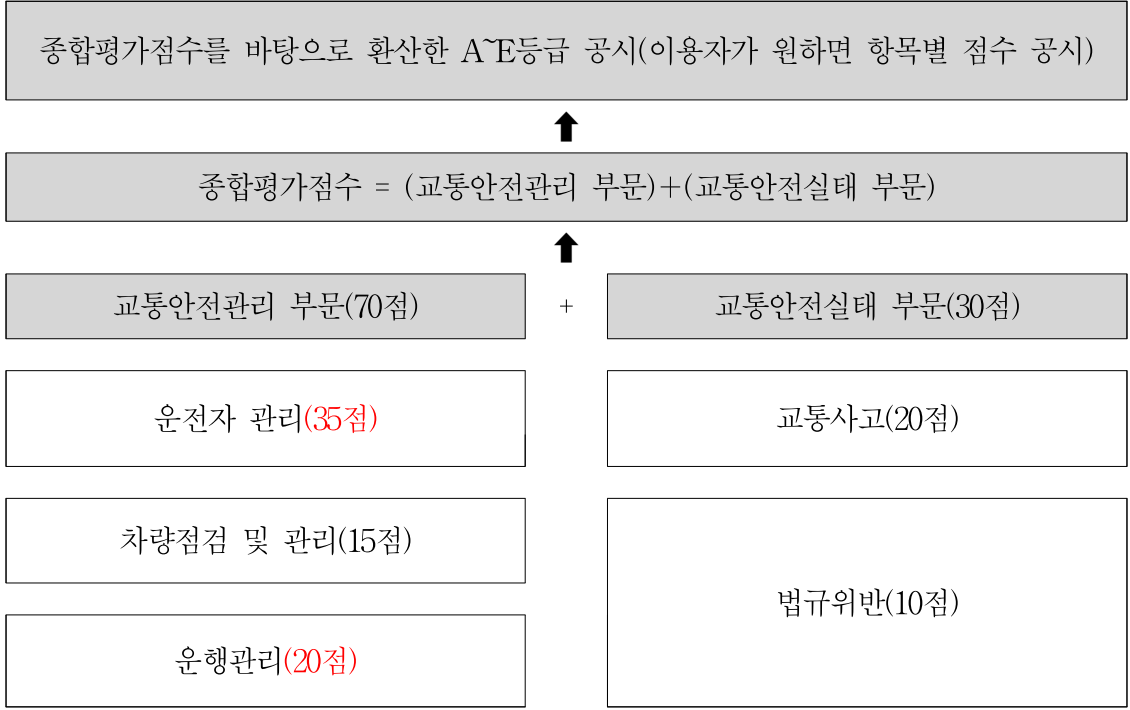 종합평가점수를 바탕으로 환산한 A~E등급 공시(이용자가 원하면 항목별 점수 공시)
종합평가점수 = (교통안전관리 부문)+(교통안전실태 부문)
교통안전관리 부문(70점)
+
교통안전실태 부문(30점)
운전자 관리(35점)
교통사고(20점)
차량점검 및 관리(15점)
법규위반(10점)
운행관리(20점)